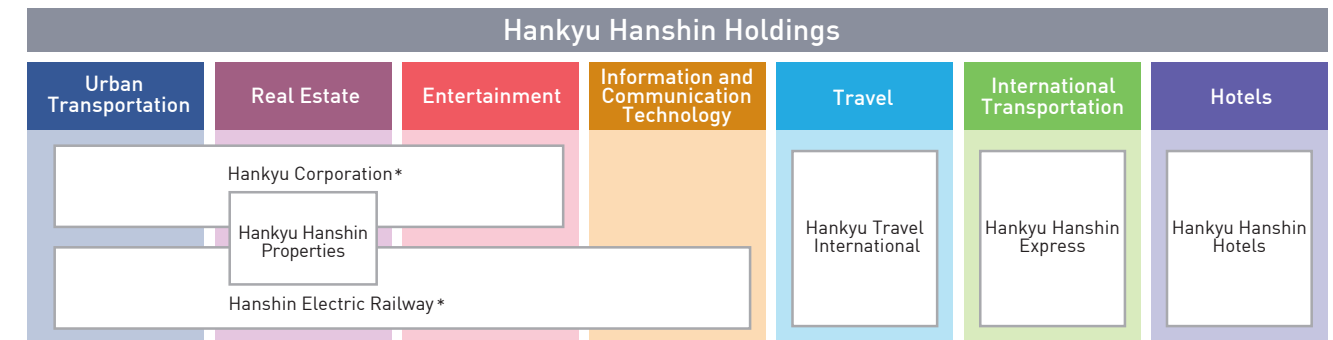 Hankyu Hanshin Holdings
Urban
Transportation
Real Estate
Entertainment
Information and
Communication
Technology
Travel
International
Transportation
Hotels
Hankyu Corporation*
Hankyu Hanshin
Properties
Hanshin Electric Railway*
Hankyu Travel
International
Hankyu Hanshin
Express
Hankyu Hanshin
Hotels